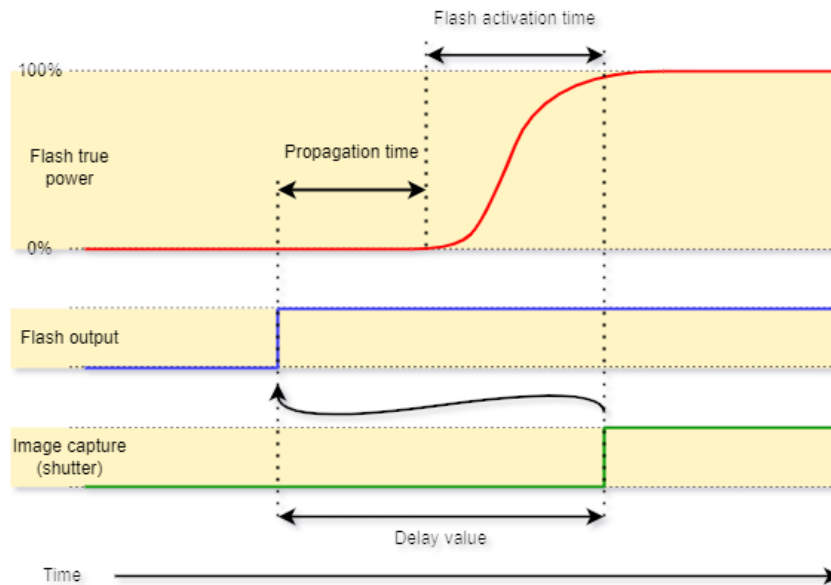 Flash activation time
100%
Propagation time
Flash true
power
0%
Flash output
Image capture
(shutter)
Delay value
Time